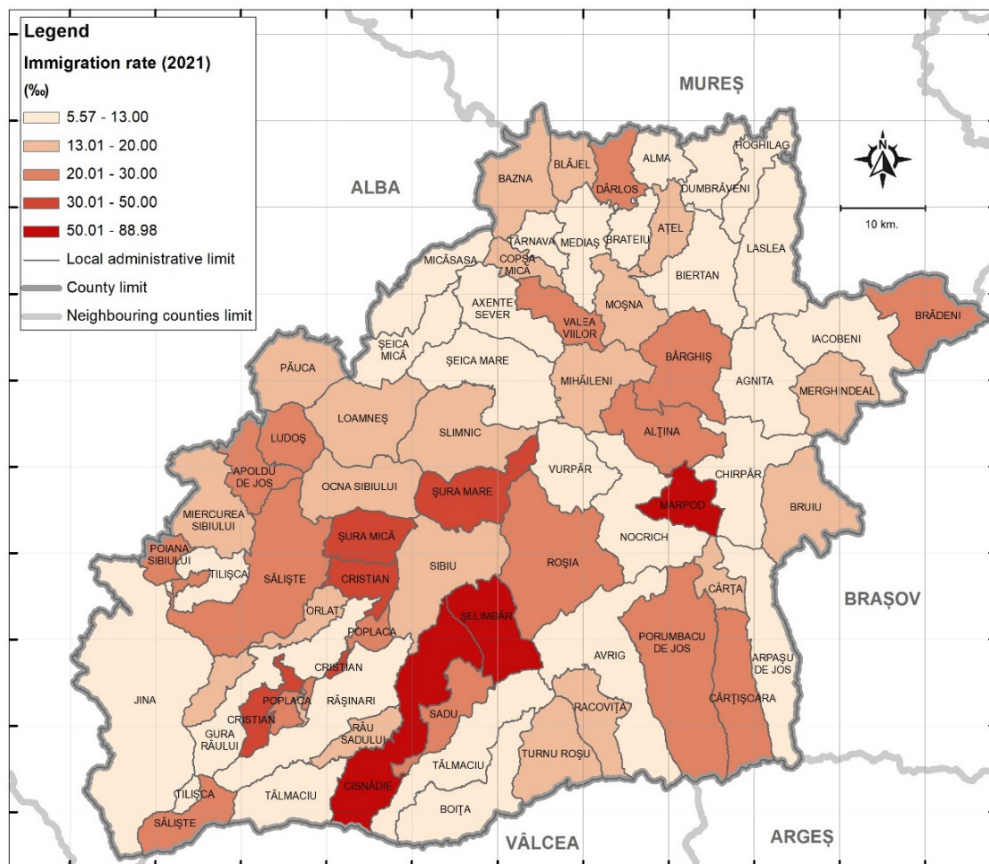 Legend
Immigration rate (2021)
(‰)
5.57 - 13.00
13.01 - 20.00
20.01 - 30.00
30.01 - 50.00
50.01 - 88.98
Local administrative limit
County limit
Neighbouring counties limit
MUREȘ
N
10 km.
ALBA
HOGHILAG
ALMA
BLĂJEL
BAZNA
DÂRLOS
DUMBRĂVENI
AȚEL
TÂRNAVA
MEDIAȘ
BRATEIU
LASLEA
MICĂSASA
COPȘA
MICĂ
BIERTAN
AXENTE
SEVER
MOȘNA
BRĂDENI
VALEA
VIILOR
IACOBENI
ȘEICA
MICĂ
ȘEICA MARE
BÂRGHIȘ
PĂUCA
MIHĂILENI
AGNITA
MERGHINDEAL
LOAMNEȘ
SLIMNIC
ALȚINA
LUDOȘ
APOLDU
DE JOS
VURPĂR
CHIRPĂR
OCNA SIBIULUI
ȘURA MARE
MARPOD
BRUIU
MIERCUREA
SIBIULUI
ȘURA MICĂ
NOCRICH
POIANA
SIBIULUI
TILIȘCA
SĂLIȘTE
CRISTIAN
SIBIU
ROȘIA
CÂRȚA
BRAȘOV
ORLAT
ȘELIMBĂR
POPLACA
PORUMBACU
DE JOS
AVRIG
ARPAȘU
DE JOS
CRISTIAN
JINA
POPLACA
RĂȘINARI
CÂRȚIȘOARA
SADU
RACOVIȚĂ
CRISTIAN
GURA
RÂULUI
RÂU
SADULUI
TURNU ROȘU
TĂLMACIU
CISNĂDIE
TILIȘCA
TĂLMACIU
BOIȚA
SĂLIȘTE
VÂLCEA
ARGEȘ